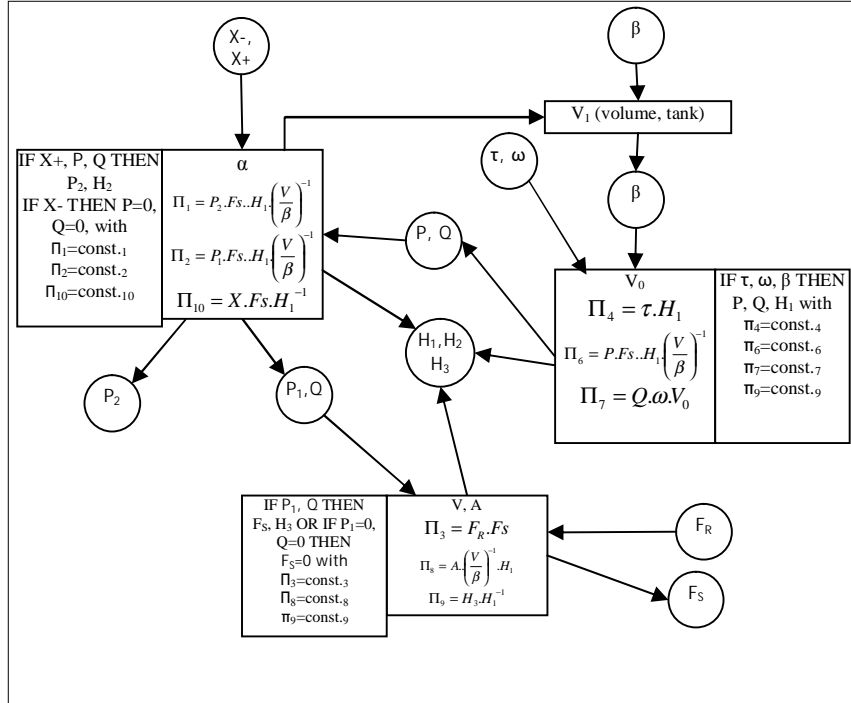 X-,
X+
β
V₁ (volume, tank)
τ, ω
β
IF X+, P, Q THEN
P₂, H₂
IF X- THEN P=0,
Q=0, with
Π₁=const.₁
Π₂=const.₂
Π₁₀=const.₁₀
α
Π₁ = P₂.Fs..H₁.(V/β)⁻¹
Π₂ = P₁.Fs..H₁.(V/β)⁻¹
Π₁₀ = X.Fs.H₁⁻¹
P, Q
H₁, H₂
H₃
V₀
Π₄ = τ.H₁
Π₆ = P.Fs..H₁.(V/β)⁻¹
Π₇ = Q.ω.V₀
IF τ, ω, β THEN
P, Q, H₁ with
π₄=const.₄
π₆=const.₆
π₇=const.₇
π₉=const.₉
P₂
P₁,Q
IF P₁, Q THEN
Fs, H₃ OR IF P₁=0,
Q=0 THEN
Fs=0 with
Π₃=const.₃
Π₈=const.₈
π₉=const.₉
V, A
Π₃ = F_R.Fs
Π₈ = A.(V/β)⁻¹.H₁
Π₉ = H₃.H₁⁻¹
F_R
F_S